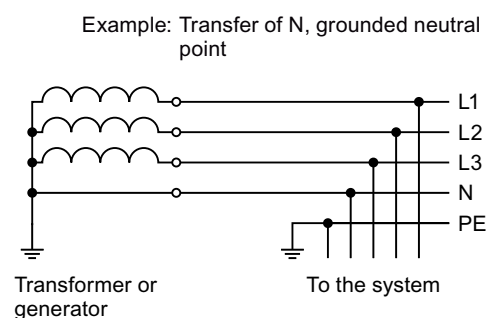 Example: Transfer of N, grounded neutral
point
L1
L2
L3
N
PE
Transformer or
generator
To the system